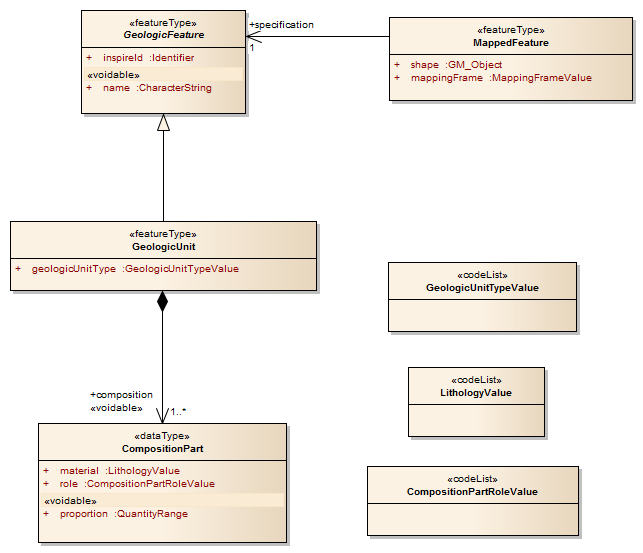 «featureType»
GeologicFeature
+ inspireId :Identifier
«voidable»
+ name :CharacterString
+specification
1
«featureType»
MappedFeature
+ shape :GM_Object
+ mappingFrame :MappingFrameValue
«featureType»
GeologicUnit
+ geologicUnitType :GeologicUnitTypeValue
«codeList»
GeologicUnitTypeValue
«codeList»
LithologyValue
+composition
«voidable»
1..*
«dataType»
CompositionPart
+ material :LithologyValue
+ role :CompositionPartRoleValue
«voidable»
+ proportion :QuantityRange
«codeList»
CompositionPartRoleValue